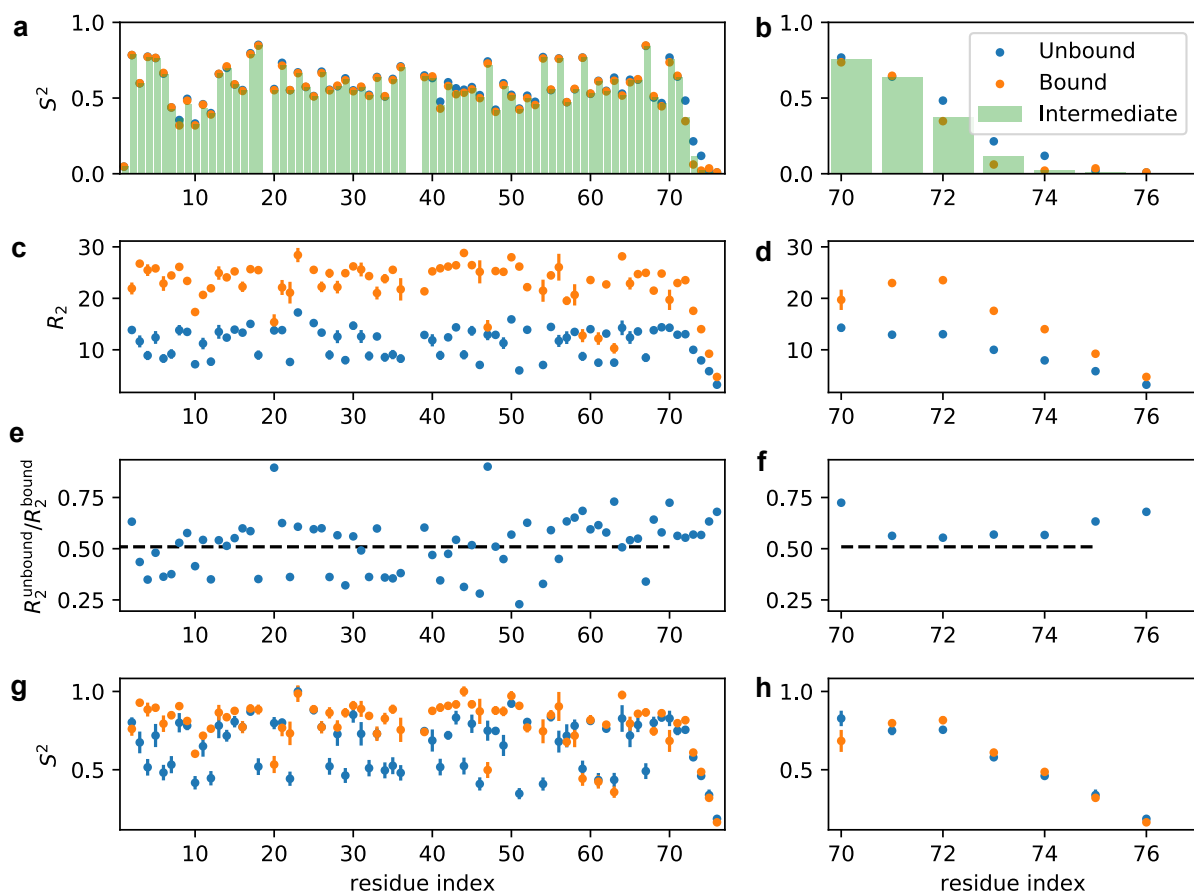 a
b
1.0
0.5
0.0
S²
10 20 30 40 50 60 70
1.0
0.5
0.0
70 72 74 76
Unbound
Bound
Intermediate
c
d
30
20
10
R₂
10 20 30 40 50 60 70
30
20
10
70 72 74 76
e
f
0.75
0.50
0.25
R₂^unbound/R₂^bound
10 20 30 40 50 60 70
0.75
0.50
0.25
70 72 74 76
g
h
1.0
0.5
S²
10 20 30 40 50 60 70
residue index
1.0
0.5
70 72 74 76
residue index